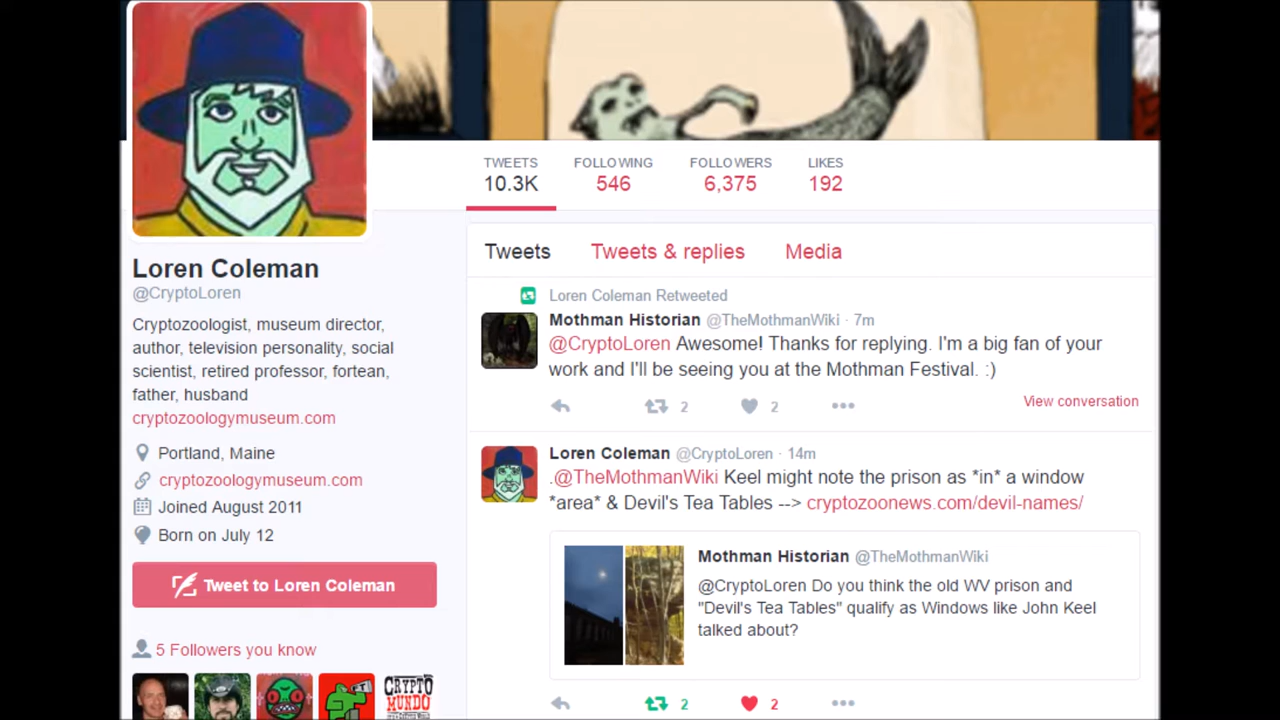 Loren Coleman
@CryptoLoren
Cryptozoologist, museum director,
author, television personality, social
scientist, retired professor, fortean,
father, husband
cryptozoologymuseum.com
Portland, Maine
cryptozoologymuseum.com
Joined August 2011
Born on July 12
Tweet to Loren Coleman
5 Followers you know
CRYPTO
MUNDO
TWEETS FOLLOWING FOLLOWERS LIKES
10.3K 546 6,375 192
Tweets Tweets & replies Media
Loren Coleman Retweeted
Mothman Historian @TheMothmanWiki · 7m
@CryptoLoren Awesome! Thanks for replying. I'm a big fan of your
work and I'll be seeing you at the Mothman Festival. :)
2 2 View conversation
Loren Coleman @CryptoLoren · 14m
.@TheMothmanWiki Keel might note the prison as *in* a window
*area* & Devil's Tea Tables --> cryptozoonews.com/devil-names/
Mothman Historian @TheMothmanWiki
@CryptoLoren Do you think the old WV prison and
"Devil's Tea Tables" qualify as Windows like John Keel
talked about?
2 2